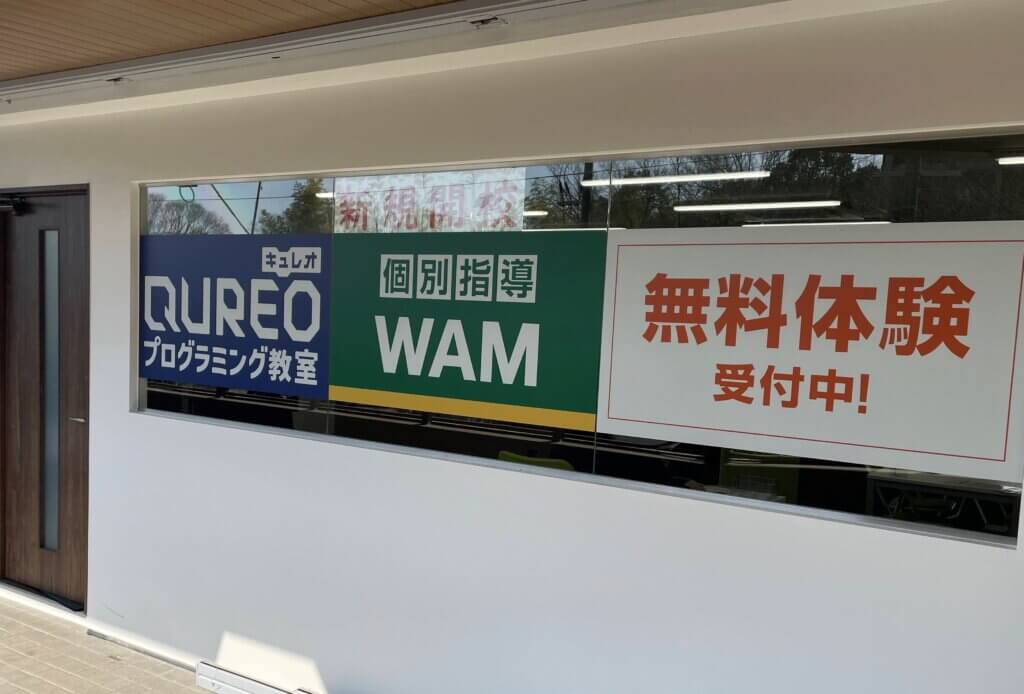 新規開校
キュレオ
QUREO
プログラミング教室
個別指導
WAM
無料体験
受付中!